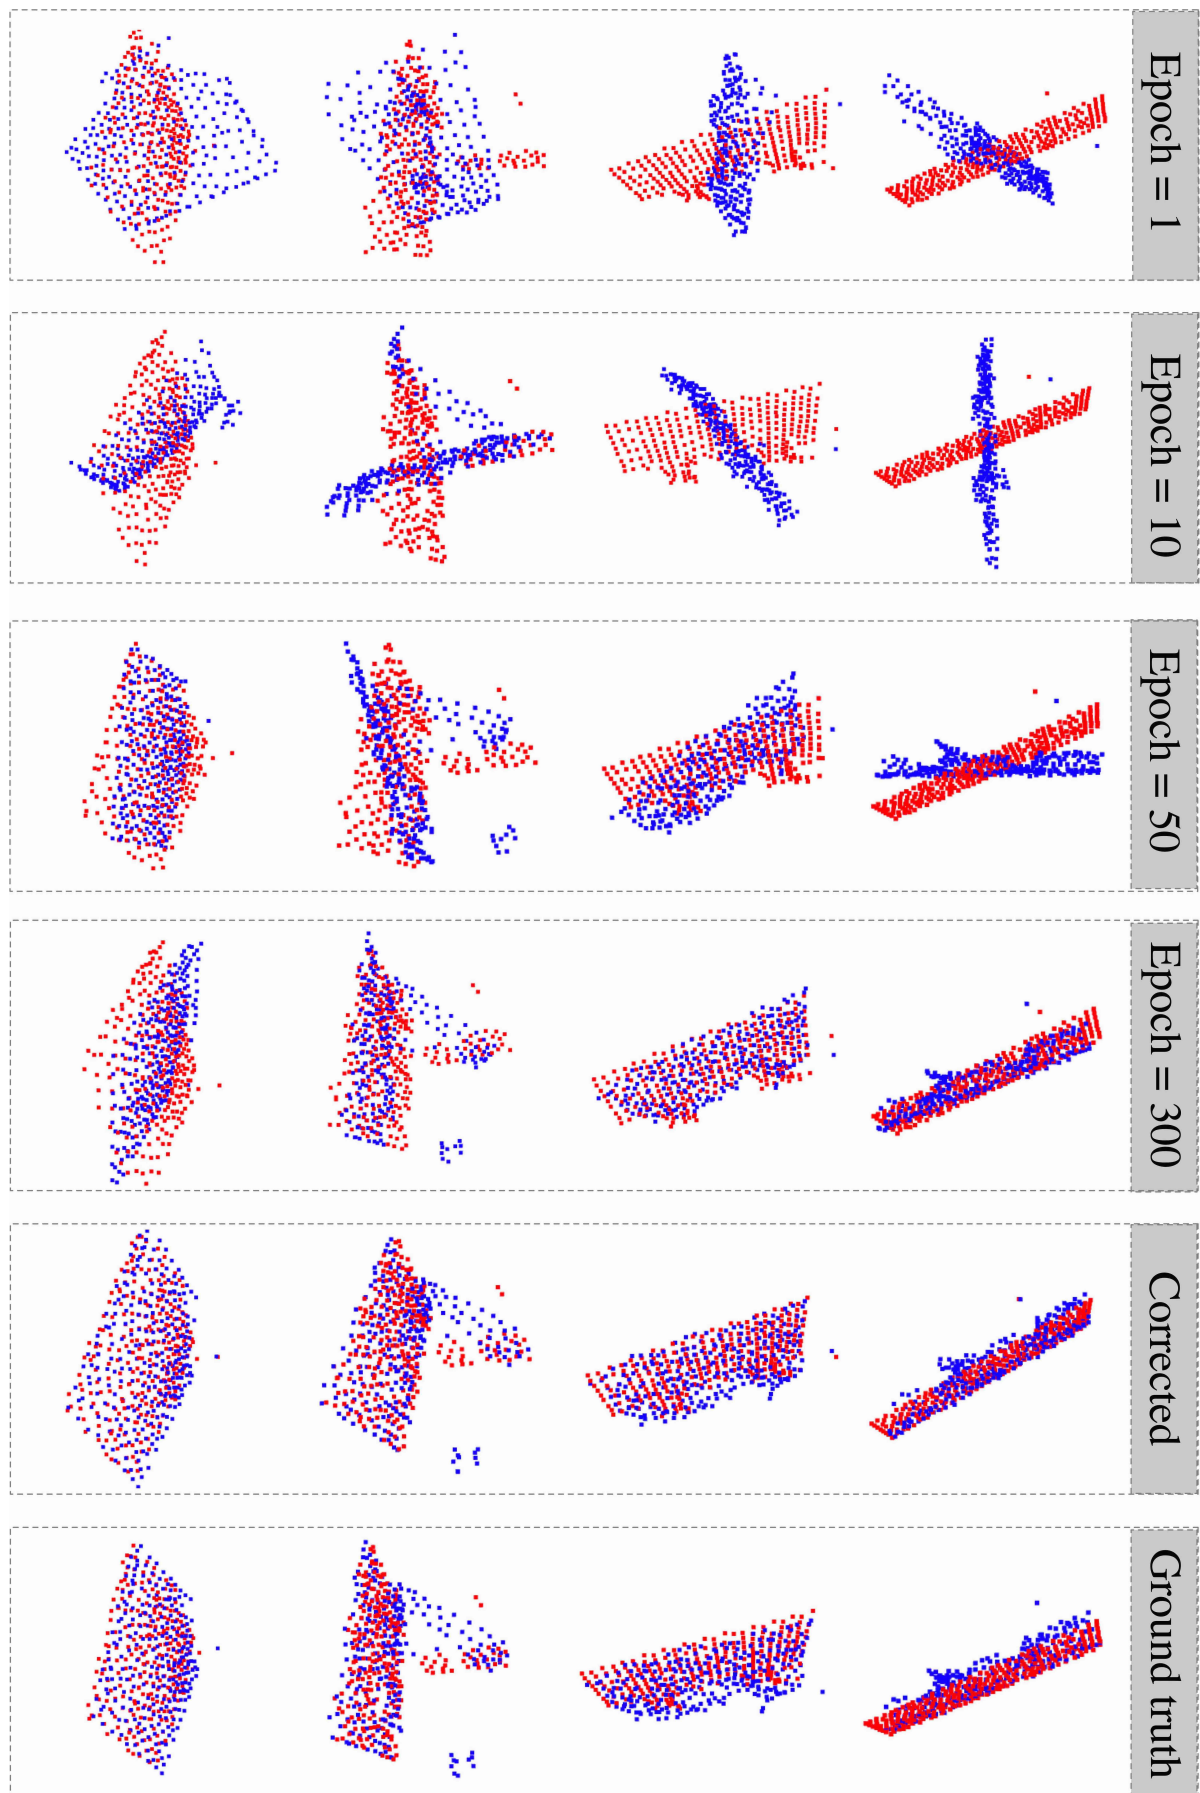 Epoch = 1
Epoch = 10
Epoch = 50
Epoch = 300
Corrected
Ground truth